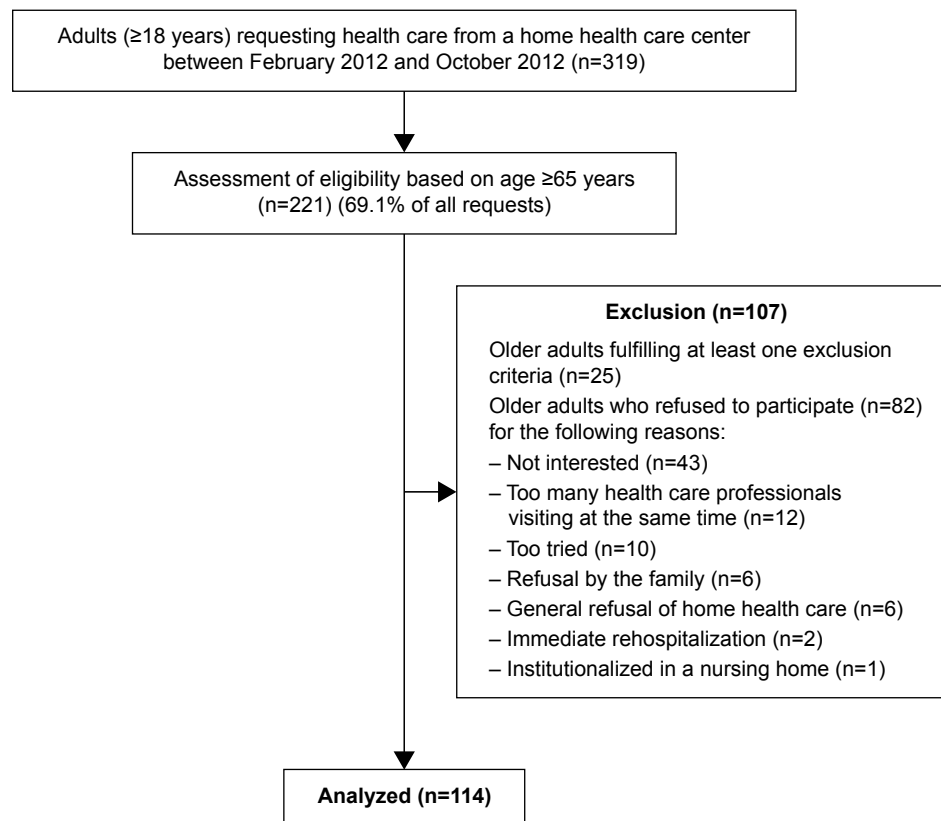 Adults (≥18 years) requesting health care from a home health care center
between February 2012 and October 2012 (n=319)
Assessment of eligibility based on age ≥65 years
(n=221) (69.1% of all requests)
Exclusion (n=107)
Older adults fulfilling at least one exclusion
criteria (n=25)
Older adults who refused to participate (n=82)
for the following reasons:
– Not interested (n=43)
– Too many health care professionals
visiting at the same time (n=12)
– Too tried (n=10)
– Refusal by the family (n=6)
– General refusal of home health care (n=6)
– Immediate rehospitalization (n=2)
– Institutionalized in a nursing home (n=1)
Analyzed (n=114)